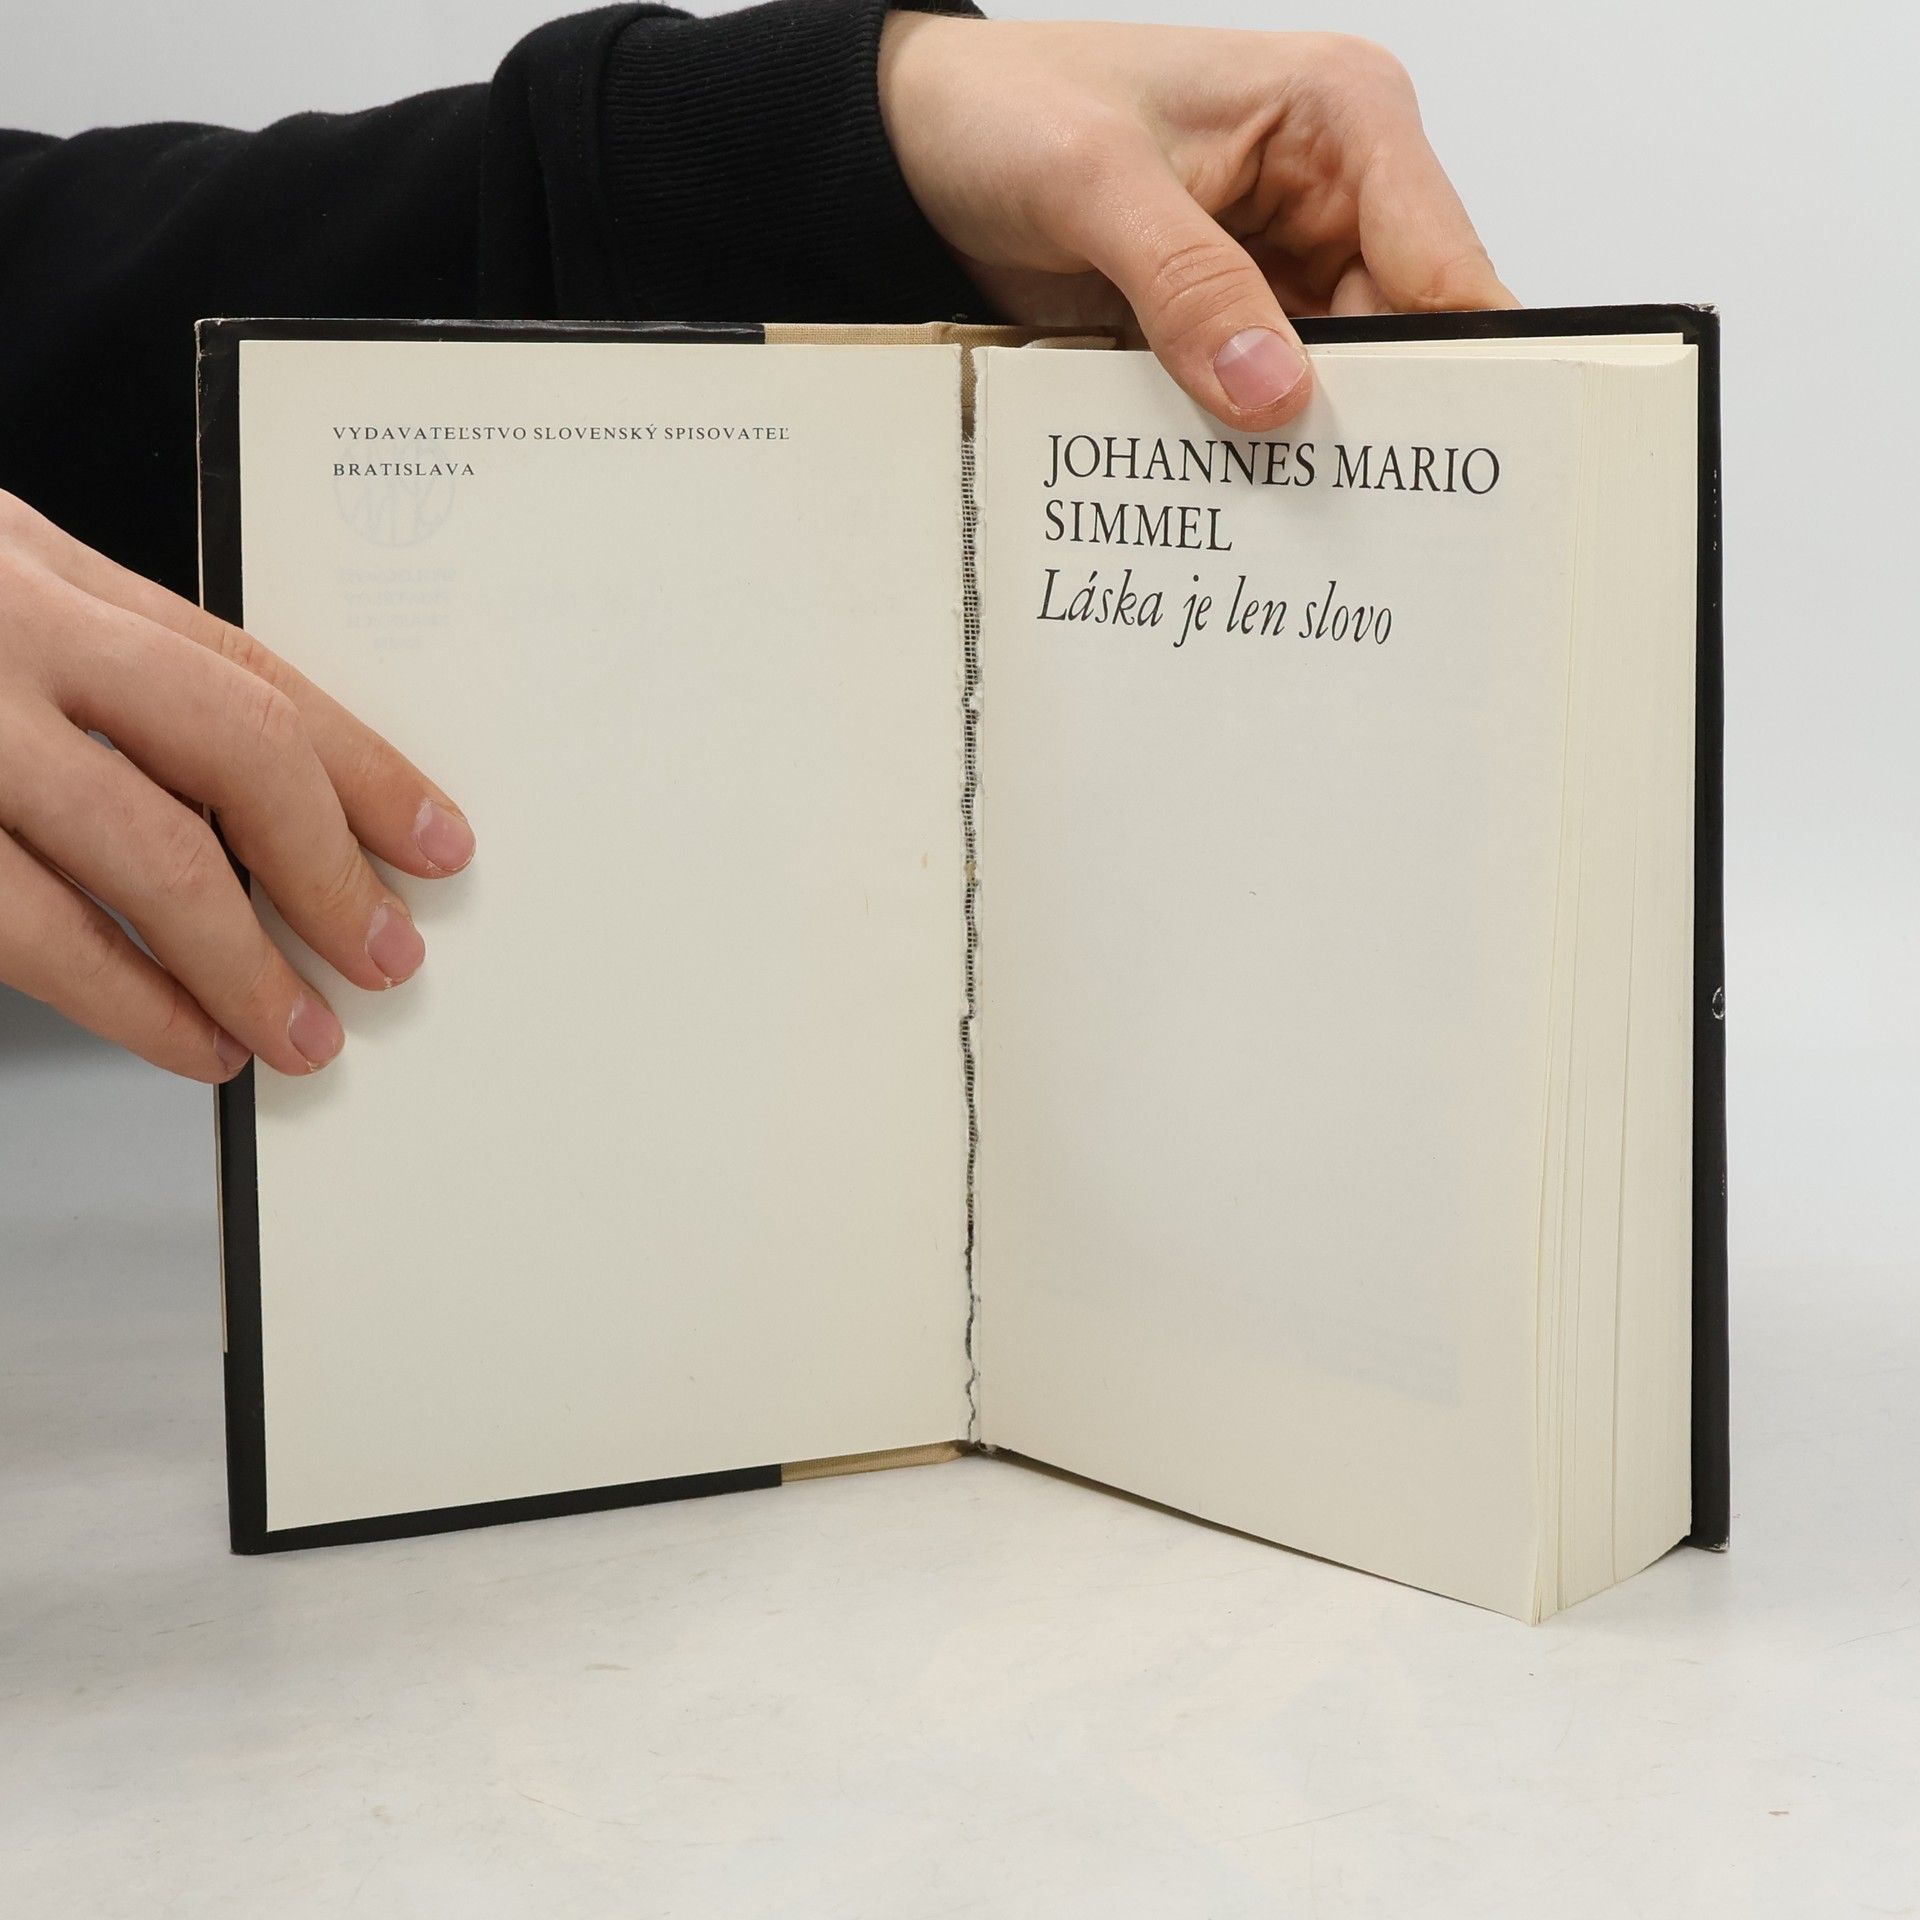 VYDAVATEĽSTVO SLOVENSKÝ SPISOVATEĽ
BRATISLAVA
JOHANNES MARIO
SIMMEL
Láska je len slovo